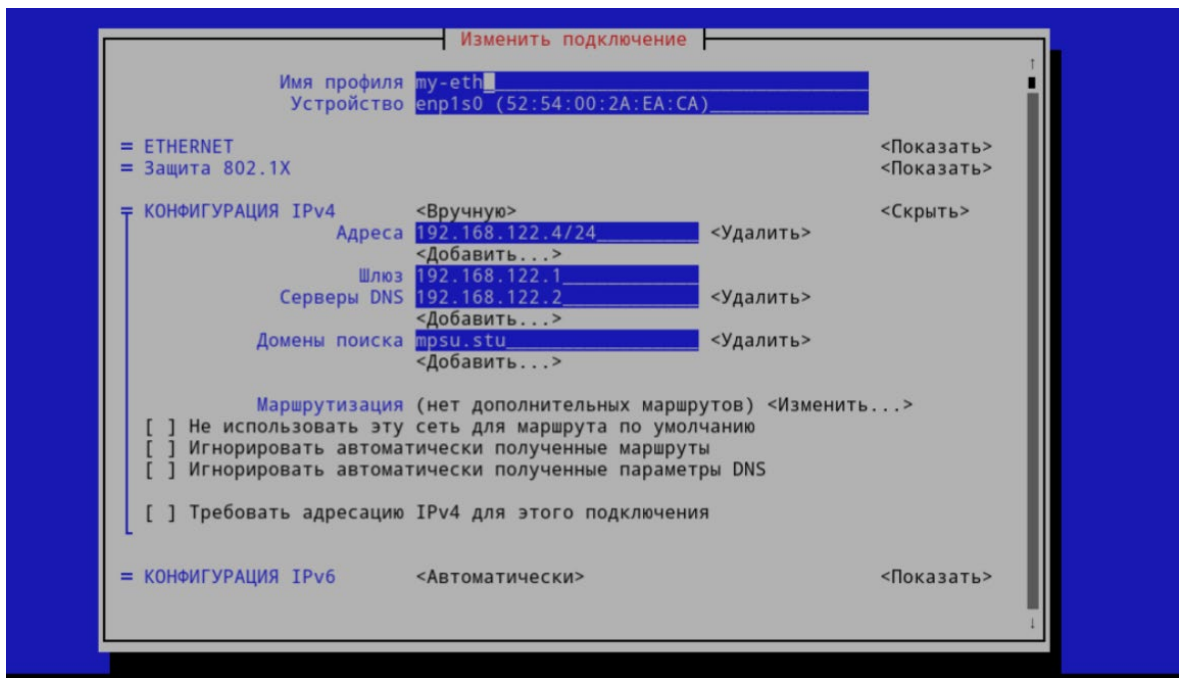 Изменить подключение
Имя профиля my-eth
Устройство enp1s0 (52:54:00:2A:EA:CA)
= ETHERNET <Показать>
= Защита 802.1X <Показать>
= КОНФИГУРАЦИЯ IPv4 <Вручную> <Скрыть>
Адреса 192.168.122.4/24 <Удалить>
<Добавить...>
Шлюз 192.168.122.1
Серверы DNS 192.168.122.2 <Удалить>
<Добавить...>
Домены поиска mpsu.stu <Удалить>
<Добавить...>
Маршрутизация (нет дополнительных маршрутов) <Изменить...>
[ ] Не использовать эту сеть для маршрута по умолчанию
[ ] Игнорировать автоматически полученные маршруты
[ ] Игнорировать автоматически полученные параметры DNS
[ ] Требовать адресацию IPv4 для этого подключения
= КОНФИГУРАЦИЯ IPv6 <Автоматически> <Показать>